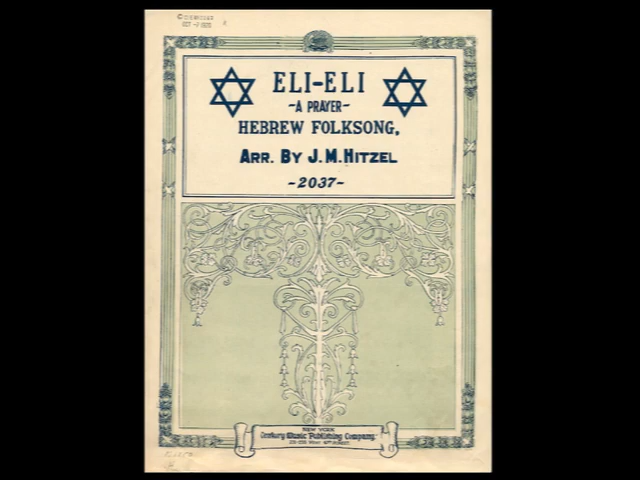 ELI-ELI
-A PRAYER-
HEBREW FOLKSONG,
ARR. BY J. M. HITZEL
-2037-
NEW YORK
Century Music Publishing Company